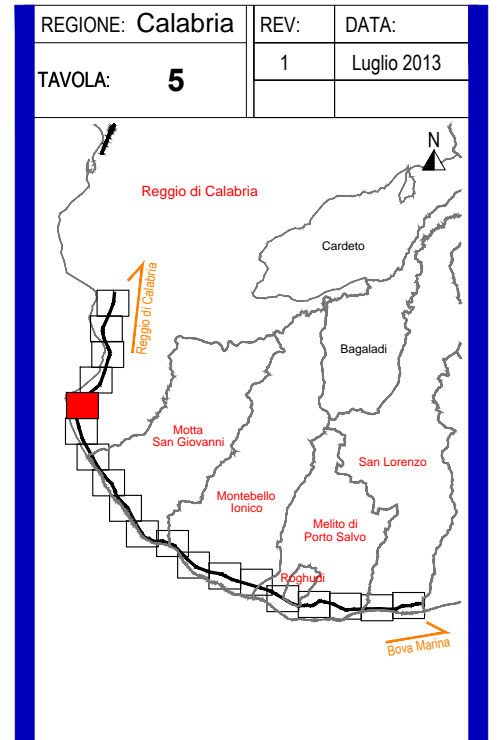 REGIONE: Calabria
REV:
DATA:
TAVOLA: 5
1
Luglio 2013
N
Reggio di Calabria
Cardeto
Reggio di Calabria
Bagaladi
Motta
San Giovanni
San Lorenzo
Montebello
Ionico
Melito di
Porto Salvo
Roghudi
Bova Marina